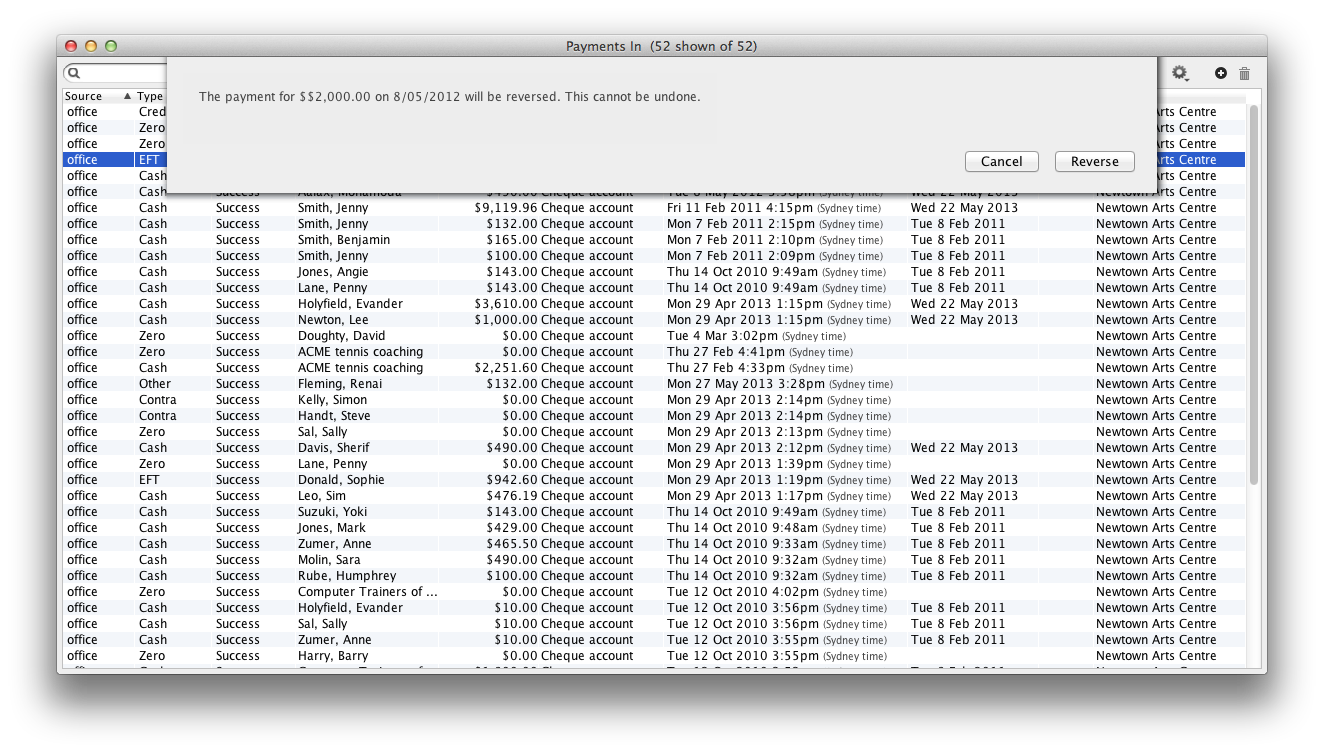 Payments In (52 shown of 52)
The payment for $$2,000.00 on 8/05/2012 will be reversed. This cannot be undone.
Cancel Reverse
Source Type
office Cred Arts Centre
office Zero Arts Centre
office Zero Arts Centre
office EFT Arts Centre
office Cash Arts Centre
office Cash Success $490.00 Cheque account Tue 8 May 2012 3:56pm (Sydney time) Wed 22 May 2013 Newtown Arts Centre
office Cash Success Smith, Jenny $9,119.96 Cheque account Fri 11 Feb 2011 4:15pm (Sydney time) Wed 22 May 2013 Newtown Arts Centre
office Cash Success Smith, Jenny $132.00 Cheque account Mon 7 Feb 2011 2:15pm (Sydney time) Tue 8 Feb 2011 Newtown Arts Centre
office Cash Success Smith, Benjamin $165.00 Cheque account Mon 7 Feb 2011 2:10pm (Sydney time) Tue 8 Feb 2011 Newtown Arts Centre
office Cash Success Smith, Jenny $100.00 Cheque account Mon 7 Feb 2011 2:09pm (Sydney time) Tue 8 Feb 2011 Newtown Arts Centre
office Cash Success Jones, Angie $143.00 Cheque account Thu 14 Oct 2010 9:49am (Sydney time) Tue 8 Feb 2011 Newtown Arts Centre
office Cash Success Lane, Penny $143.00 Cheque account Thu 14 Oct 2010 9:49am (Sydney time) Tue 8 Feb 2011 Newtown Arts Centre
office Cash Success Holyfield, Evander $3,610.00 Cheque account Mon 29 Apr 2013 1:15pm (Sydney time) Wed 22 May 2013 Newtown Arts Centre
office Cash Success Newton, Lee $1,000.00 Cheque account Mon 29 Apr 2013 1:15pm (Sydney time) Wed 22 May 2013 Newtown Arts Centre
office Zero Success Doughty, David $0.00 Cheque account Tue 4 Mar 3:02pm (Sydney time) Newtown Arts Centre
office Zero Success ACME tennis coaching $0.00 Cheque account Thu 27 Feb 4:41pm (Sydney time) Newtown Arts Centre
office Cash Success ACME tennis coaching $2,251.60 Cheque account Thu 27 Feb 4:33pm (Sydney time) Newtown Arts Centre
office Other Success Fleming, Renai $132.00 Cheque account Mon 27 May 2013 3:28pm (Sydney time) Newtown Arts Centre
office Contra Success Kelly, Simon $0.00 Cheque account Mon 29 Apr 2013 2:14pm (Sydney time) Newtown Arts Centre
office Contra Success Handt, Steve $0.00 Cheque account Mon 29 Apr 2013 2:14pm (Sydney time) Newtown Arts Centre
office Zero Success Sal, Sally $0.00 Cheque account Mon 29 Apr 2013 2:13pm (Sydney time) Newtown Arts Centre
office Cash Success Davis, Sherif $490.00 Cheque account Mon 29 Apr 2013 2:12pm (Sydney time) Wed 22 May 2013 Newtown Arts Centre
office Zero Success Lane, Penny $0.00 Cheque account Mon 29 Apr 2013 1:39pm (Sydney time) Newtown Arts Centre
office EFT Success Donald, Sophie $942.60 Cheque account Mon 29 Apr 2013 1:19pm (Sydney time) Wed 22 May 2013 Newtown Arts Centre
office Cash Success Leo, Sim $476.19 Cheque account Mon 29 Apr 2013 1:17pm (Sydney time) Wed 22 May 2013 Newtown Arts Centre
office Cash Success Suzuki, Yoki $143.00 Cheque account Thu 14 Oct 2010 9:49am (Sydney time) Tue 8 Feb 2011 Newtown Arts Centre
office Cash Success Jones, Mark $429.00 Cheque account Thu 14 Oct 2010 9:48am (Sydney time) Tue 8 Feb 2011 Newtown Arts Centre
office Cash Success Zumer, Anne $465.50 Cheque account Thu 14 Oct 2010 9:33am (Sydney time) Tue 8 Feb 2011 Newtown Arts Centre
office Cash Success Molin, Sara $490.00 Cheque account Thu 14 Oct 2010 9:32am (Sydney time) Tue 8 Feb 2011 Newtown Arts Centre
office Cash Success Rube, Humphrey $100.00 Cheque account Thu 14 Oct 2010 9:32am (Sydney time) Tue 8 Feb 2011 Newtown Arts Centre
office Zero Success Computer Trainers of ... $0.00 Cheque account Tue 12 Oct 2010 4:02pm (Sydney time) Newtown Arts Centre
office Cash Success Holyfield, Evander $10.00 Cheque account Tue 12 Oct 2010 3:56pm (Sydney time) Tue 8 Feb 2011 Newtown Arts Centre
office Cash Success Sal, Sally $10.00 Cheque account Tue 12 Oct 2010 3:56pm (Sydney time) Tue 8 Feb 2011 Newtown Arts Centre
office Cash Success Zumer, Anne $10.00 Cheque account Tue 12 Oct 2010 3:55pm (Sydney time) Tue 8 Feb 2011 Newtown Arts Centre
office Zero Success Harry, Barry $0.00 Cheque account Tue 12 Oct 2010 3:55pm (Sydney time) Newtown Arts Centre